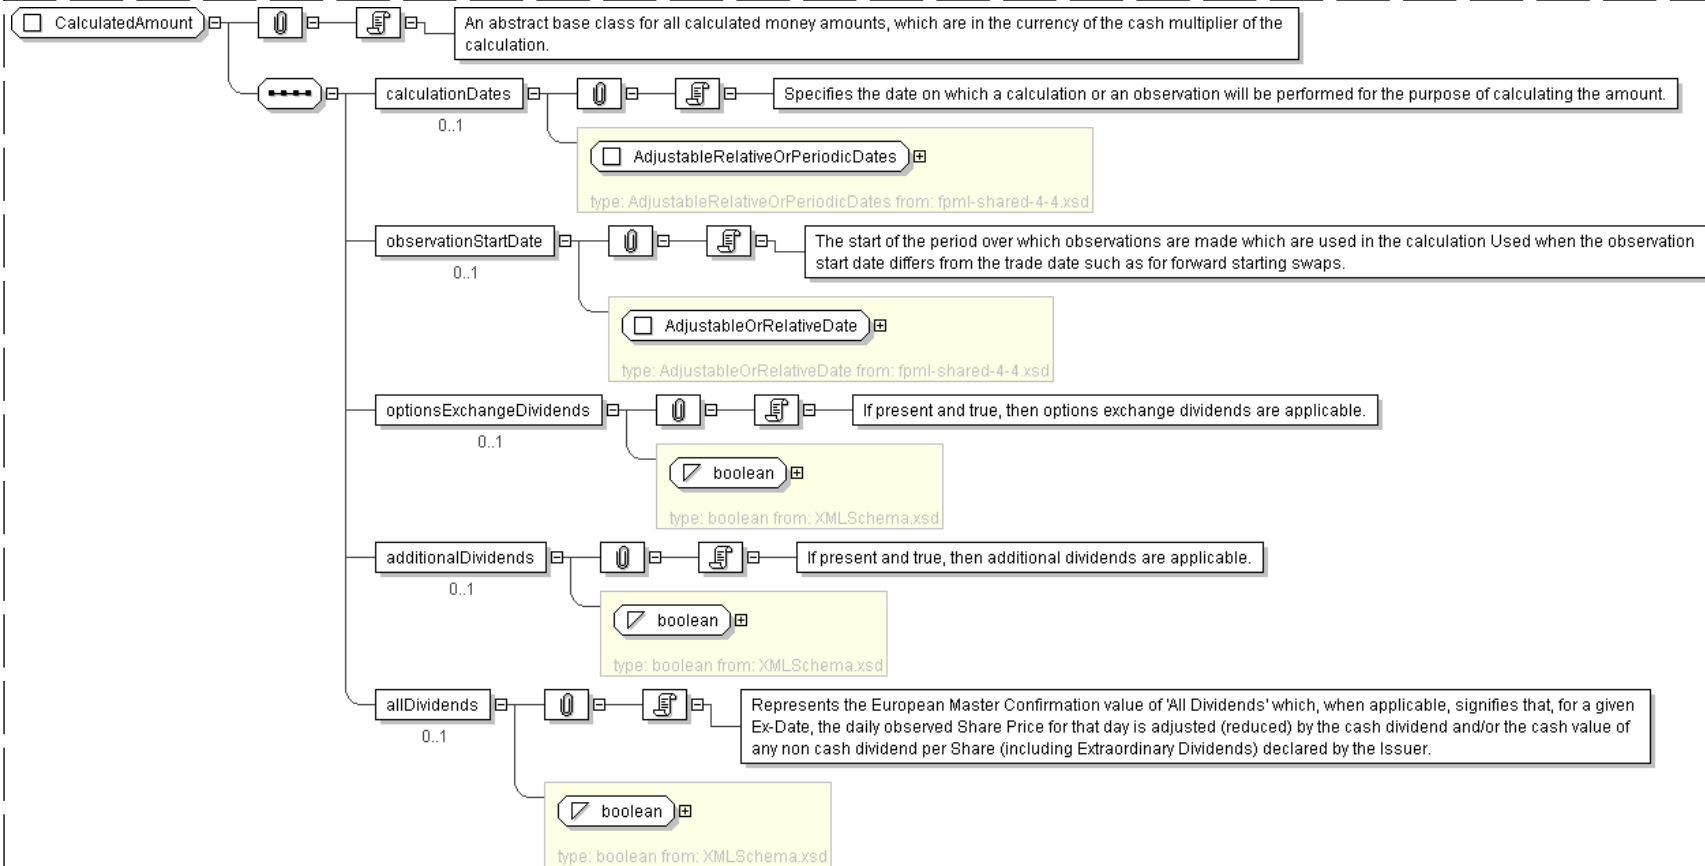 CalculatedAmount
An abstract base class for all calculated money amounts, which are in the currency of the cash multiplier of the
calculation.
calculationDates
Specifies the date on which a calculation or an observation will be performed for the purpose of calculating the amount.
0..1
AdjustableRelativeOrPeriodicDates
type: AdjustableRelativeOrPeriodicDates from: fpml-shared-4-4.xsd
observationStartDate
The start of the period over which observations are made which are used in the calculation Used when the observation
start date differs from the trade date such as for forward starting swaps.
0..1
AdjustableOrRelativeDate
type: AdjustableOrRelativeDate from: fpml-shared-4-4.xsd
optionsExchangeDividends
If present and true, then options exchange dividends are applicable.
0..1
boolean
type: boolean from: XMLSchema.xsd
additionalDividends
If present and true, then additional dividends are applicable.
0..1
boolean
type: boolean from: XMLSchema.xsd
allDividends
Represents the European Master Confirmation value of 'All Dividends' which, when applicable, signifies that, for a given
Ex-Date, the daily observed Share Price for that day is adjusted (reduced) by the cash dividend and/or the cash value of
any non cash dividend per Share (including Extraordinary Dividends) declared by the Issuer.
0..1
boolean
type: boolean from: XMLSchema.xsd